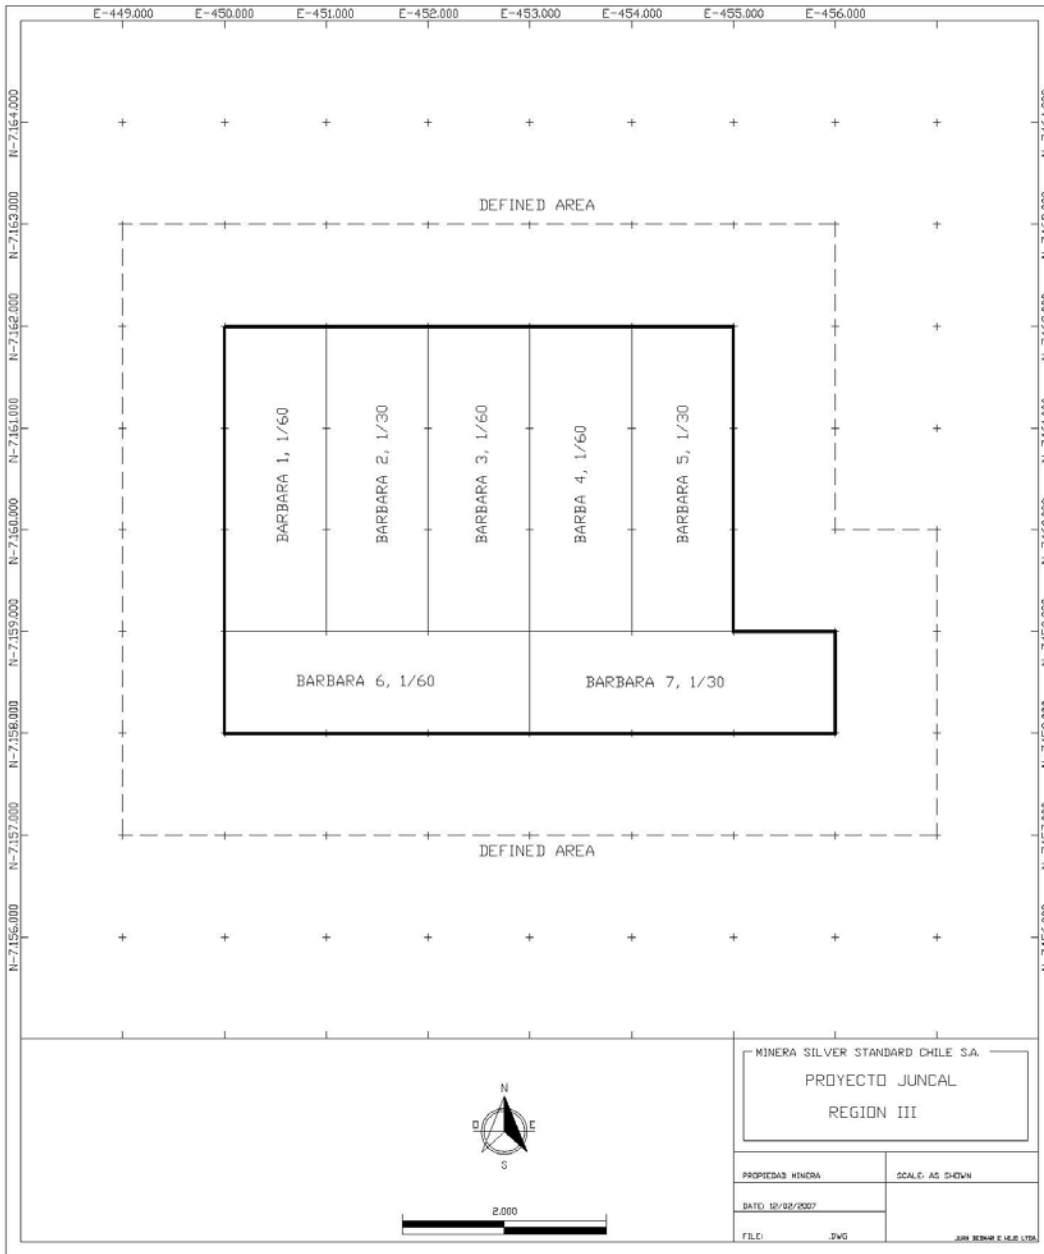 E-449.000 E-450.000 E-451.000 E-452.000 E-453.000 E-454.000 E-455.000 E-456.000
N-7.164.000
N-7.163.000
N-7.162.000
N-7.161.000
N-7.160.000
N-7.159.000
N-7.158.000
N-7.157.000
N-7.156.000
DEFINED AREA
BARBARA 1, 1/60
BARBARA 2, 1/30
BARBARA 3, 1/60
BARBA 4, 1/60
BARBARA 5, 1/30
BARBARA 6, 1/60
BARBARA 7, 1/30
DEFINED AREA
N
O E
S
2.000
MINERA SILVER STANDARD CHILE S.A.
PROYECTO JUNCAL
REGION III
PROPIEDAD MINERA
SCALE: AS SHOWN
DATE: 12/02/2007
FILE: .DWG
JUAN BEDMAR E HIJO LTDA.